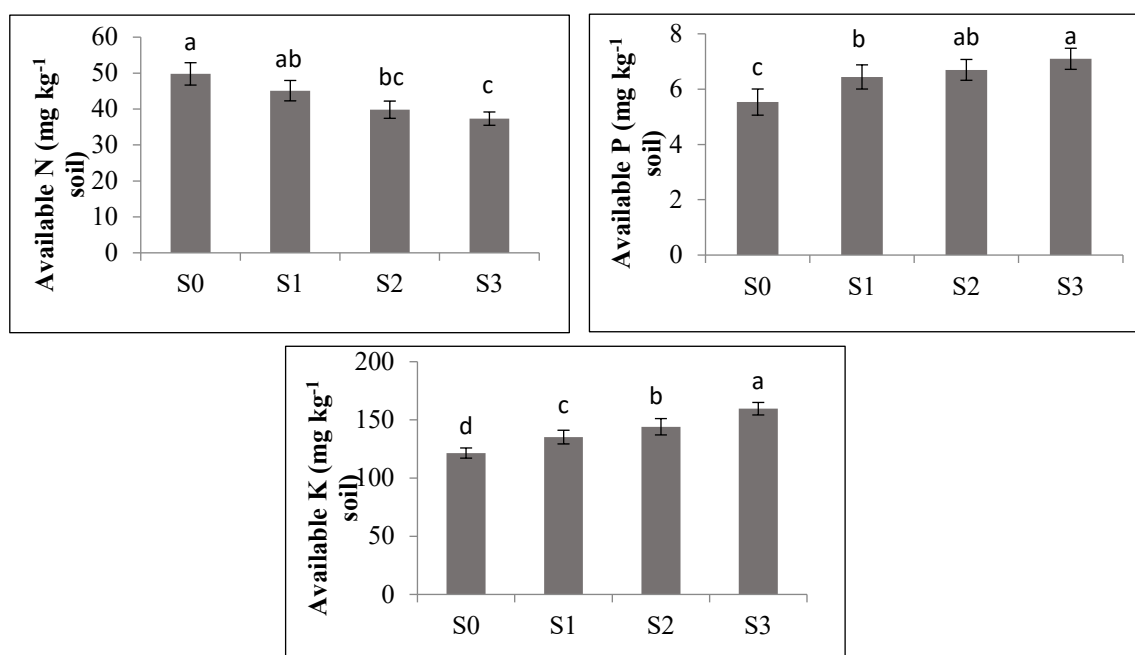 Available N (mg kg-1
soil)
60
50
40
30
20
10
0
a
ab
bc
c
S0 S1 S2 S3
Available P (mg kg-1
soil)
8
6
4
2
0
c
b
ab
a
S0 S1 S2 S3
Available K (mg kg-1
soil)
200
150
100
50
0
d
c
b
a
S0 S1 S2 S3